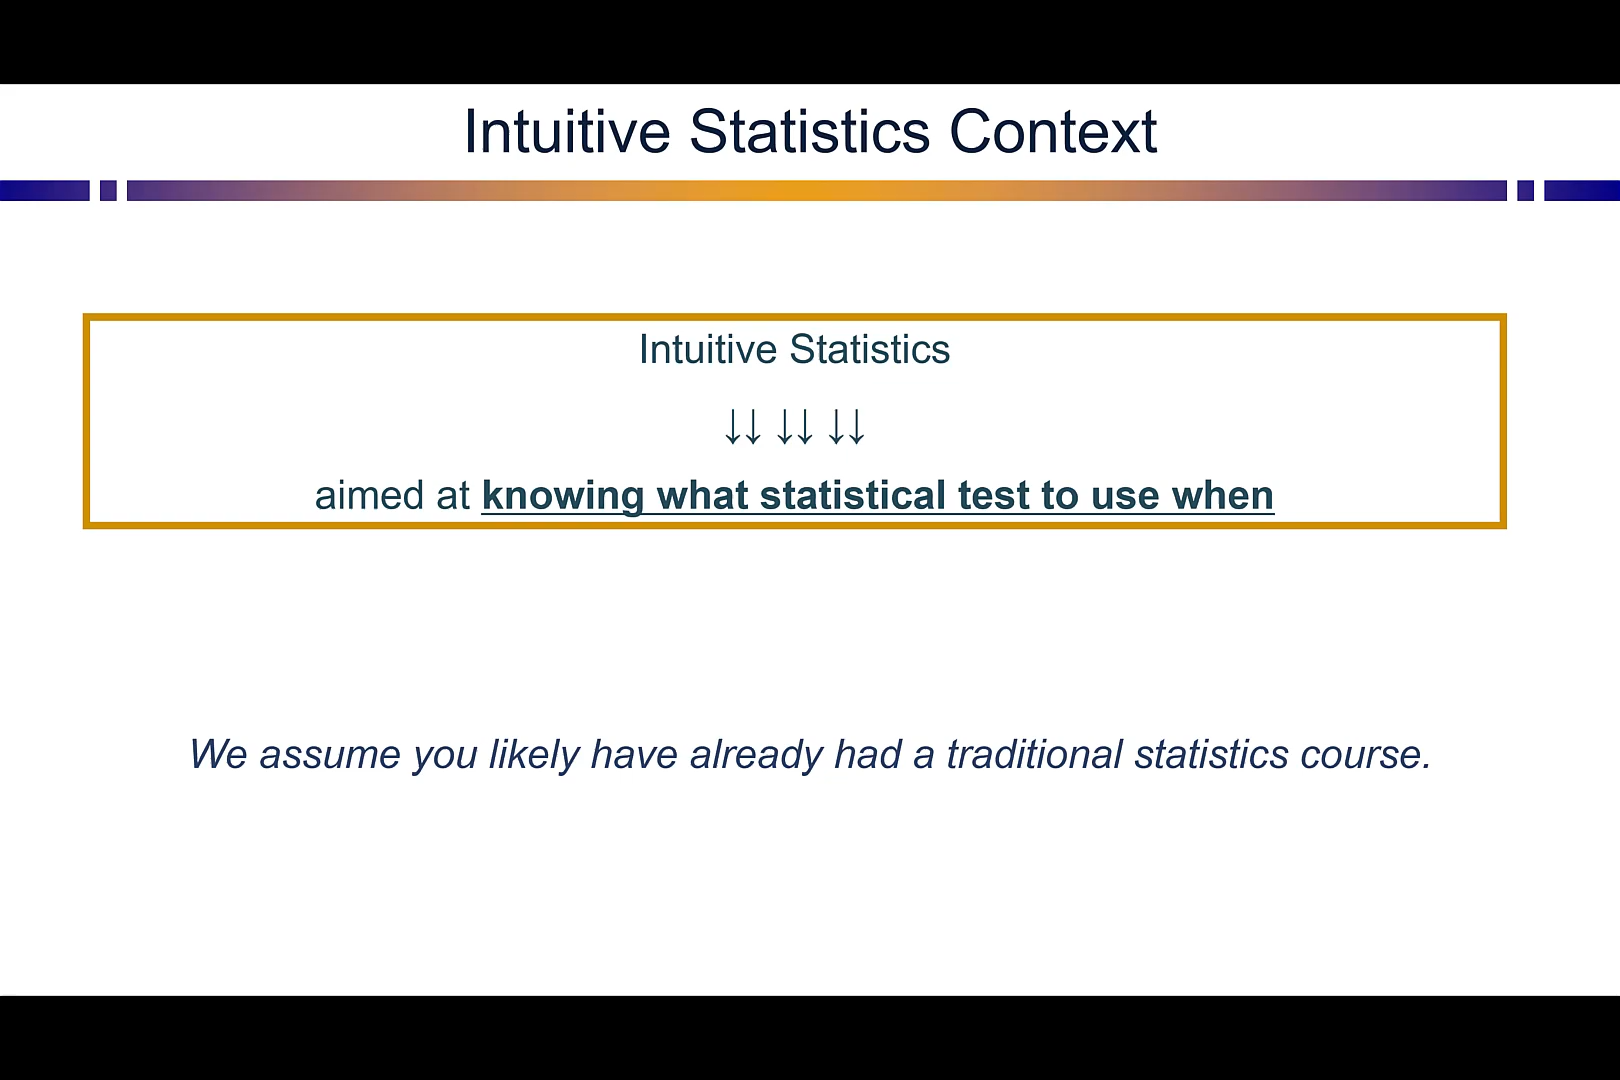 Intuitive Statistics Context
Intuitive Statistics
↓↓ ↓↓ ↓↓
aimed at knowing what statistical test to use when
We assume you likely have already had a traditional statistics course.